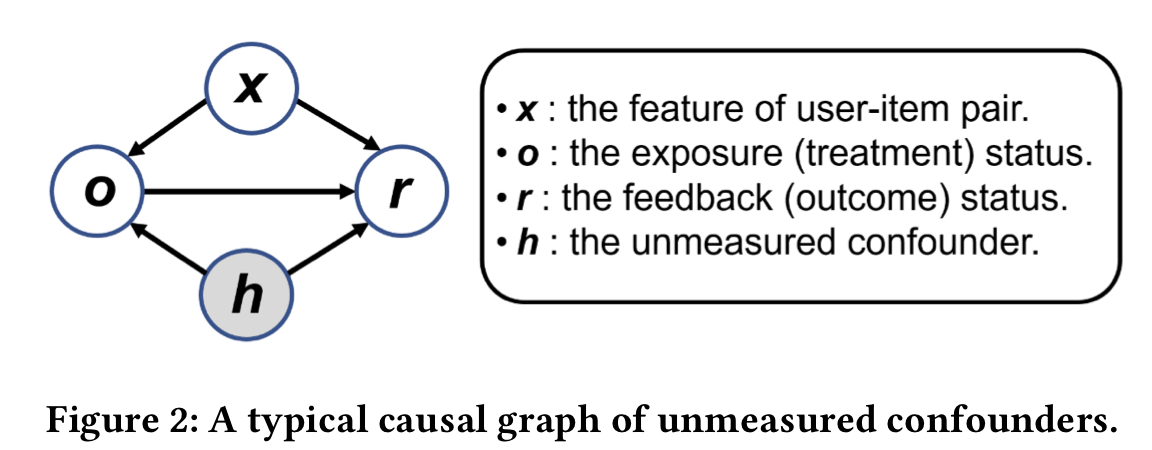 x
o
r
h
• x : the feature of user-item pair.
• o : the exposure (treatment) status.
• r : the feedback (outcome) status.
• h : the unmeasured confounder.
Figure 2: A typical causal graph of unmeasured confounders.